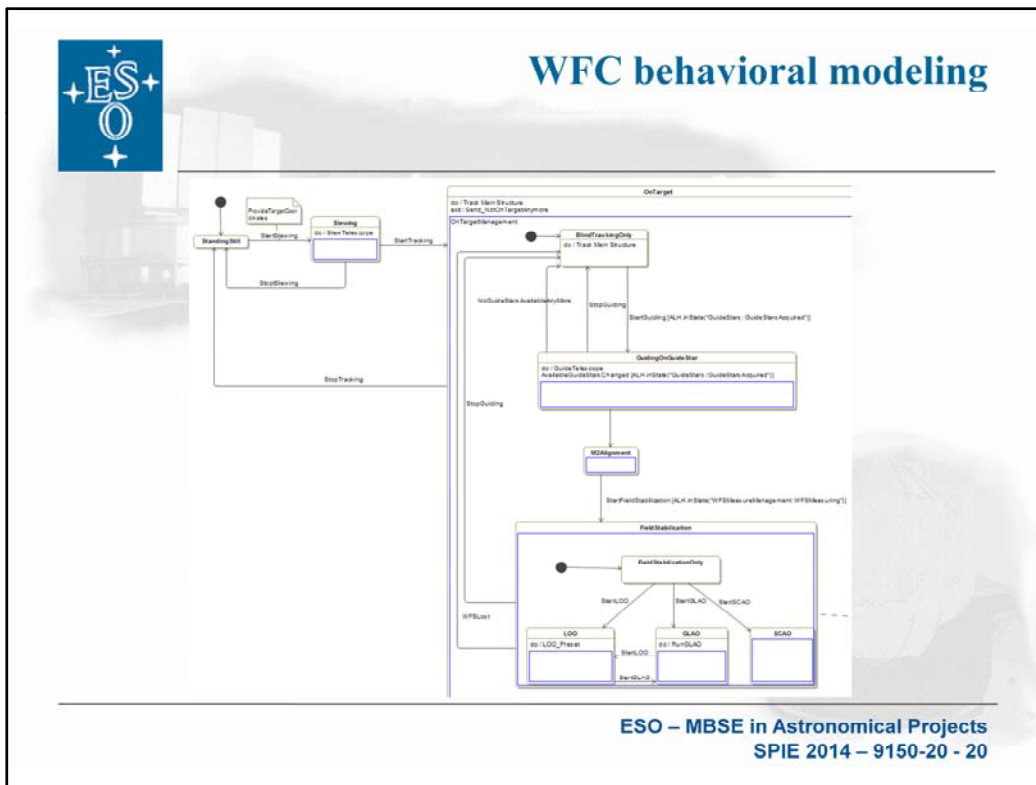 ES
O
WFC behavioral modeling
OnTarget
do / Track Main Structure
exit / Send_NotOnTargetAnymore
OnTargetManagement
ProvideTargetCoor
dinates
StandingStill
StartSlewing
Slewing
do / SlewTelescope
StartTracking
StopSlewing
BlindTrackingOnly
do / Track Main Structure
NoGuideStarsAvailableAnyMore
StopGuiding
StartGuiding [ALH.inState("GuideStars::GuideStarsAcquired")]
GuidingOnGuideStar
do / GuideTelescope
AvailableGuideStarsChanged [ALH.inState("GuideStars::GuideStarsAcquired")]
StopTracking
StopGuiding
M2Alignment
StartFieldStabilization [ALH.inState("WFSMeasureManagement::WFSMeasuring")]
FieldStabilization
FieldStabilizationOnly
StartLOO
StartGLAO
StartSCAO
WFSLost
LOO
do / LOO_Preset
GLAO
do / RunGLAO
SCAO
StartLOO
StartGLAO
ESO – MBSE in Astronomical Projects
SPIE 2014 – 9150-20 - 20